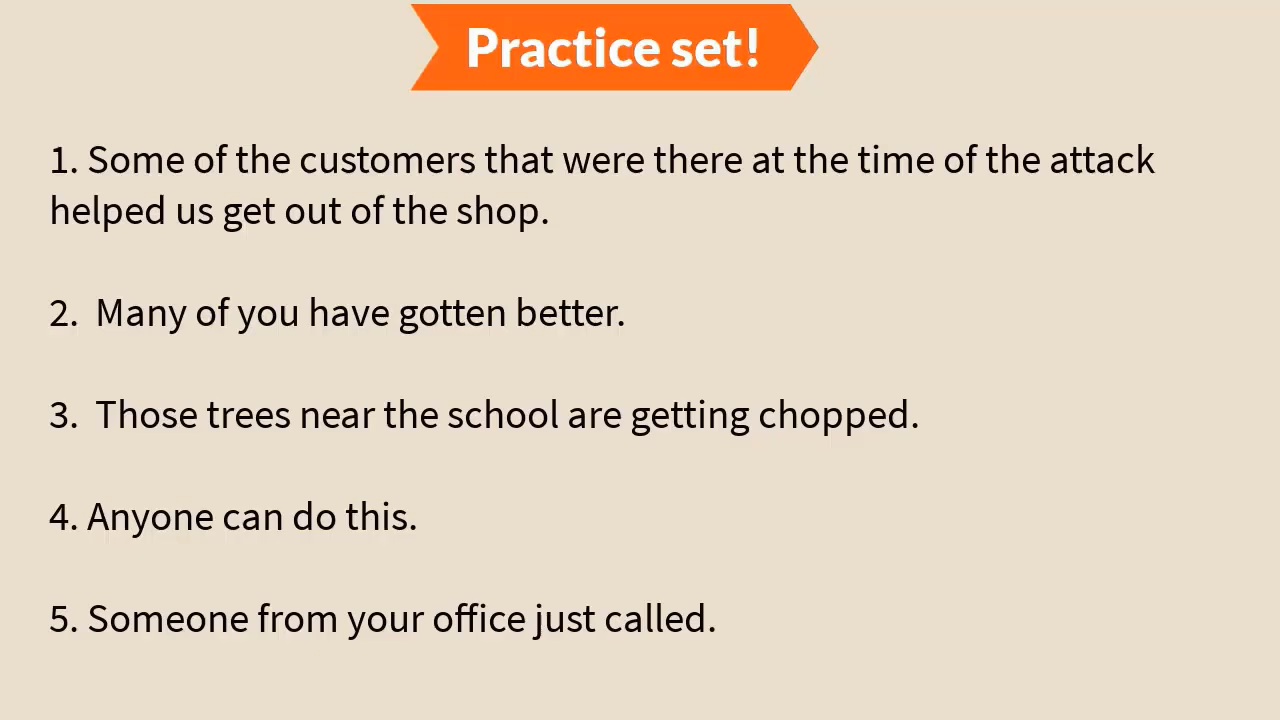 Practice set!
1. Some of the customers that were there at the time of the attack
helped us get out of the shop.
2. Many of you have gotten better.
3. Those trees near the school are getting chopped.
4. Anyone can do this.
5. Someone from your office just called.